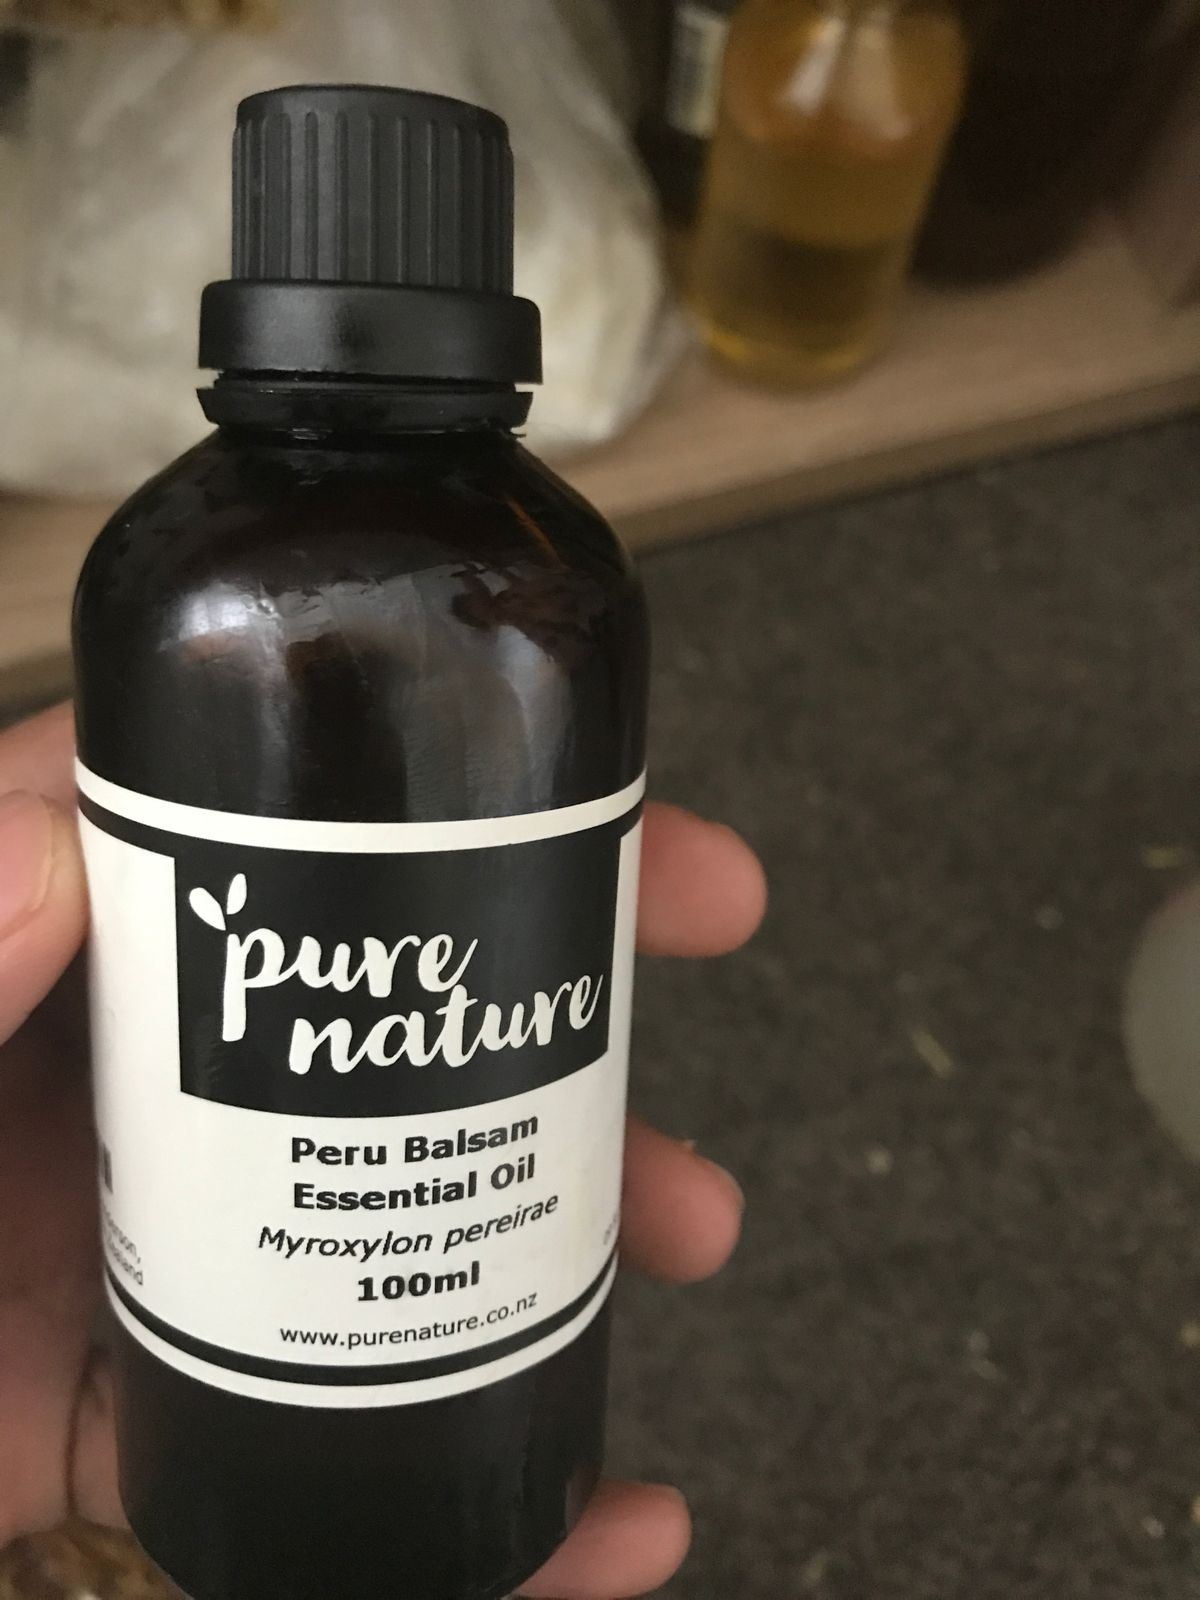 pure
nature
Peru Balsam
Essential Oil
Myroxylon pereirae
100ml
www.purenature.co.nz